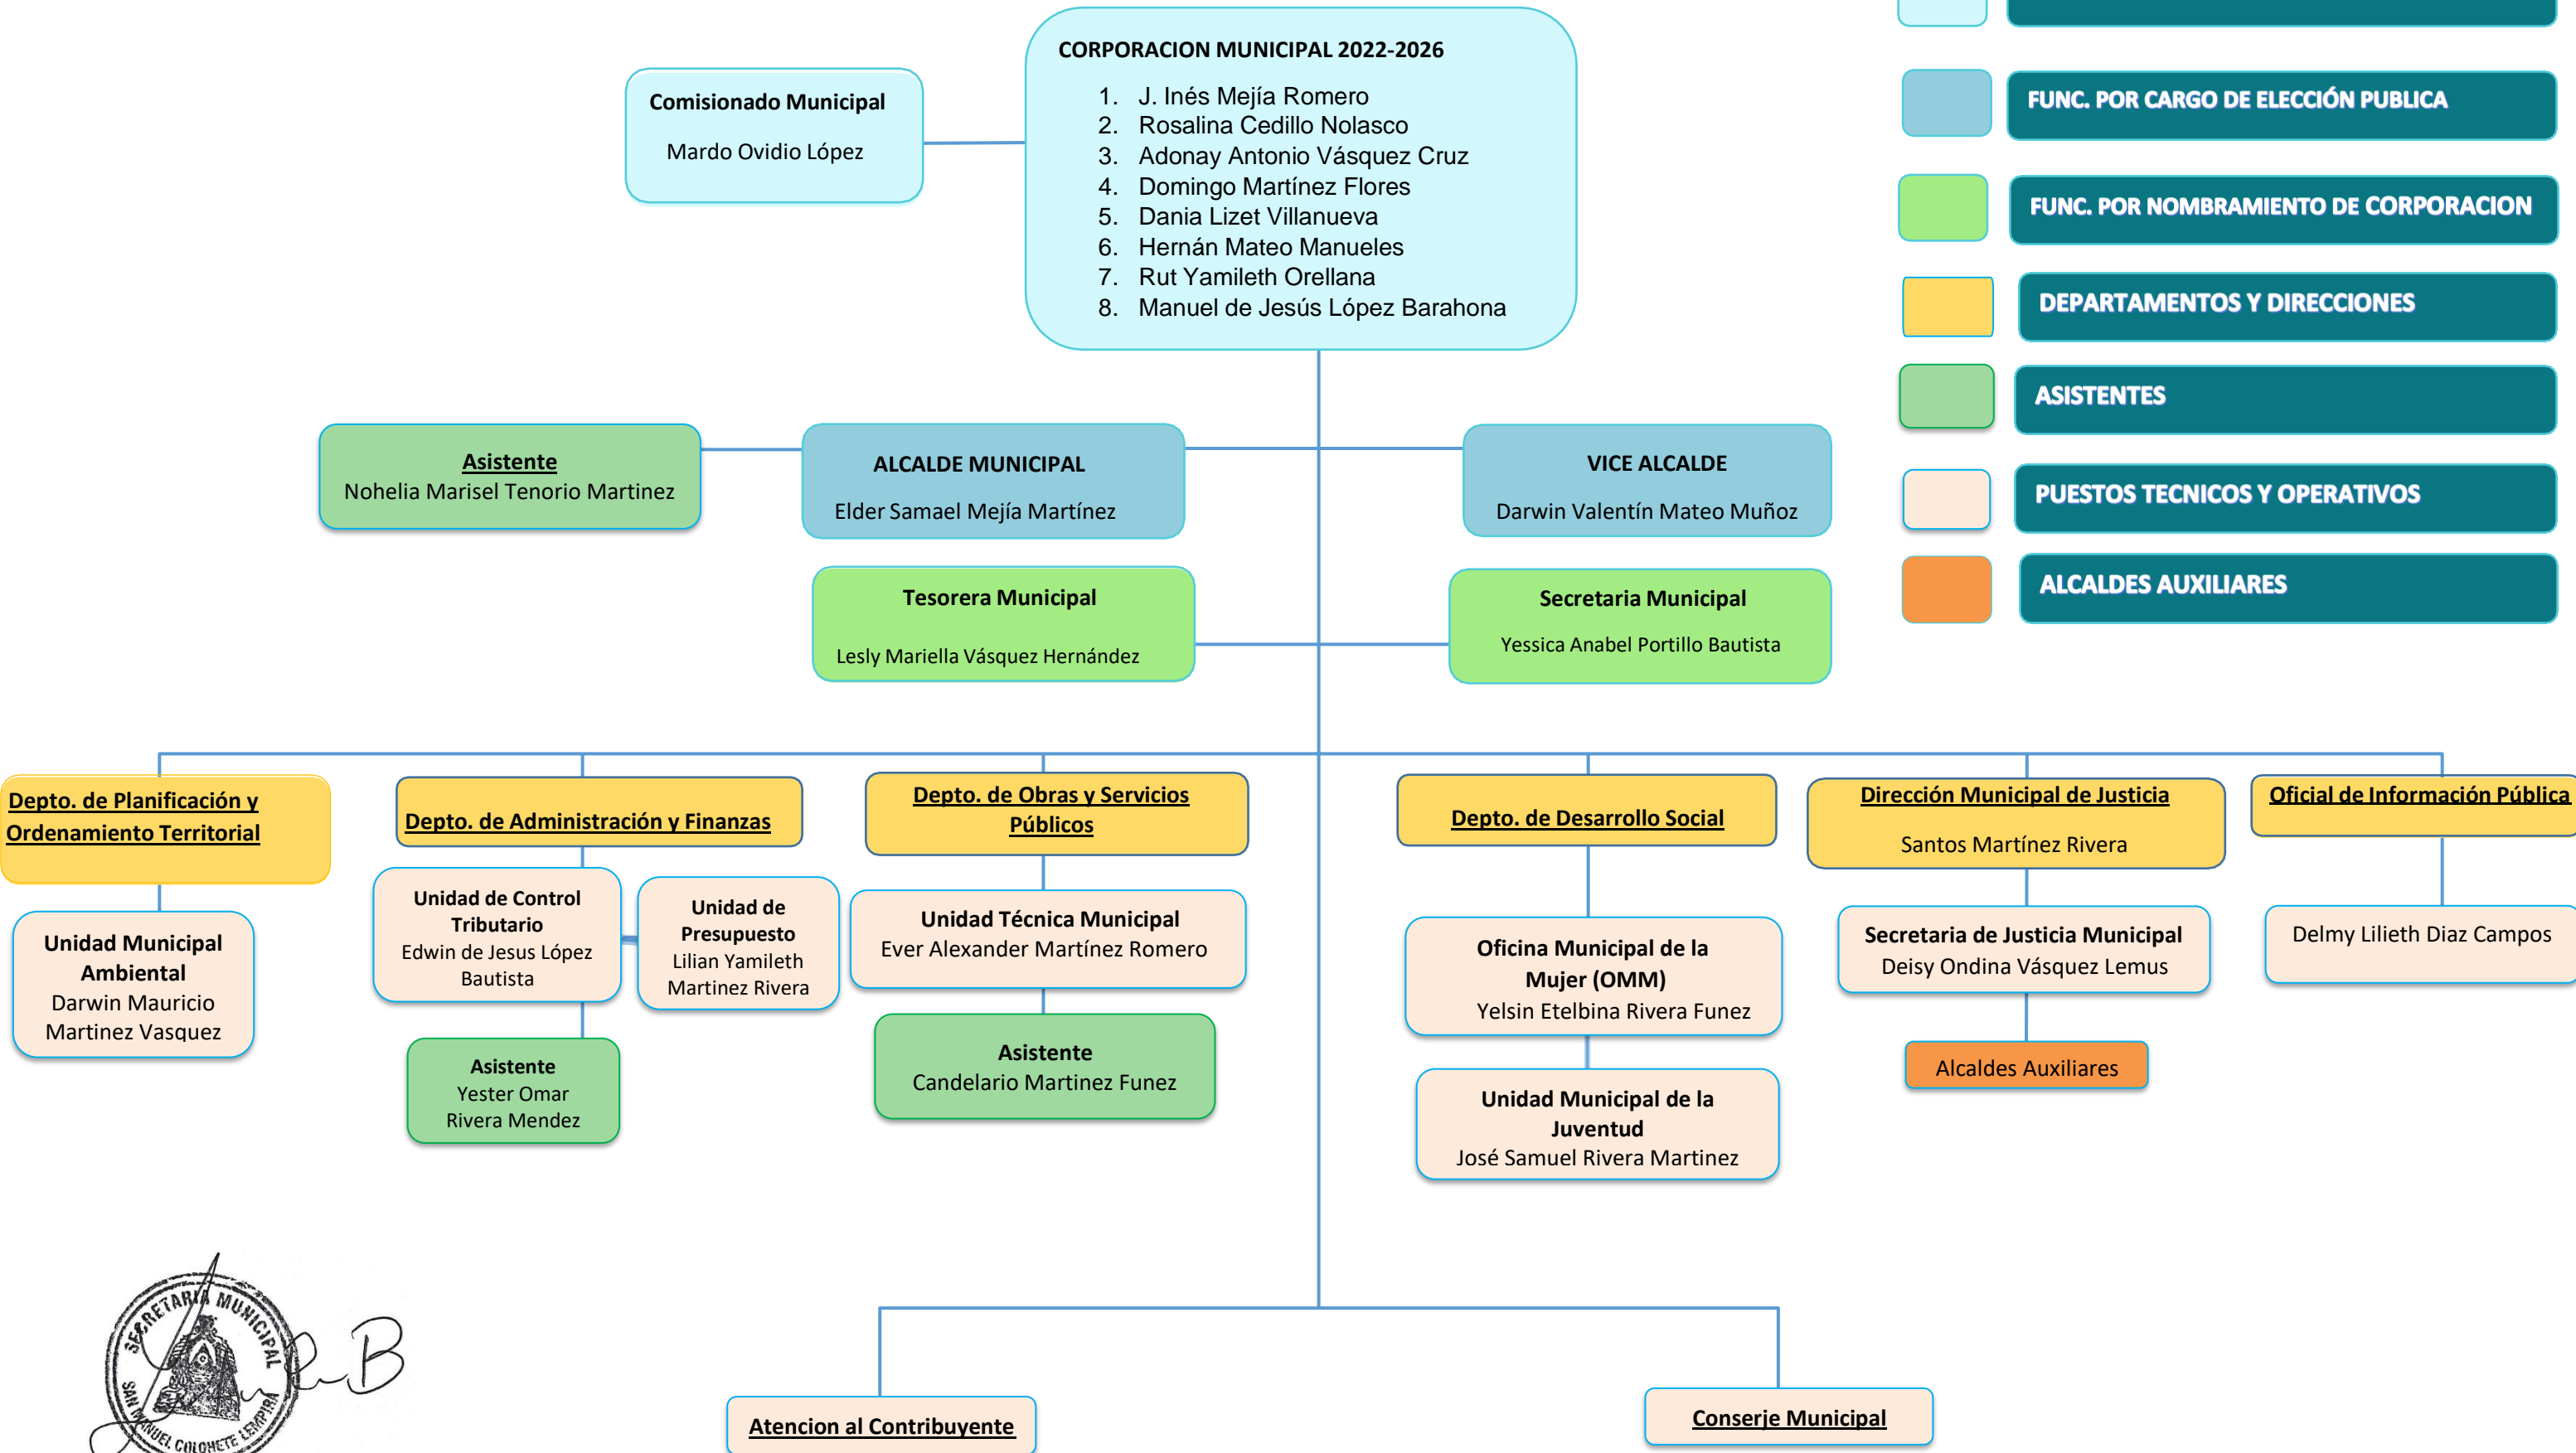 CORPORACION MUNICIPAL 2022-2026
1. J. Inés Mejía Romero
2. Rosalina Cedillo Nolasco
3. Adonay Antonio Vásquez Cruz
4. Domingo Martínez Flores
5. Dania Lizet Villanueva
6. Hernán Mateo Manueles
7. Rut Yamileth Orellana
8. Manuel de Jesús López Barahona
Comisionado Municipal
Mardo Ovidio López
FUNC. POR CARGO DE ELECCIÓN PUBLICA
FUNC. POR NOMBRAMIENTO DE CORPORACION
DEPARTAMENTOS Y DIRECCIONES
ASISTENTES
PUESTOS TECNICOS Y OPERATIVOS
ALCALDES AUXILIARES
Asistente
Nohelia Marisel Tenorio Martinez
ALCALDE MUNICIPAL
Elder Samael Mejía Martínez
VICE ALCALDE
Darwin Valentín Mateo Muñoz
Tesorera Municipal
Lesly Mariella Vásquez Hernández
Secretaria Municipal
Yessica Anabel Portillo Bautista
Depto. de Planificación y
Ordenamiento Territorial
Unidad Municipal
Ambiental
Darwin Mauricio
Martinez Vasquez
Depto. de Administración y Finanzas
Unidad de Control
Tributario
Edwin de Jesus López
Bautista
Unidad de
Presupuesto
Lilian Yamileth
Martinez Rivera
Asistente
Yester Omar
Rivera Mendez
Depto. de Obras y Servicios
Públicos
Unidad Técnica Municipal
Ever Alexander Martínez Romero
Asistente
Candelario Martinez Funez
Depto. de Desarrollo Social
Oficina Municipal de la
Mujer (OMM)
Yelsin Etelbina Rivera Funez
Unidad Municipal de la
Juventud
José Samuel Rivera Martinez
Dirección Municipal de Justicia
Santos Martínez Rivera
Secretaria de Justicia Municipal
Deisy Ondina Vásquez Lemus
Alcaldes Auxiliares
Oficial de Información Pública
Delmy Lilieth Diaz Campos
SECRETARIA MUNICIPAL
SAN MANUEL COLOHETE LEMPIRA
Atencion al Contribuyente
Conserje Municipal